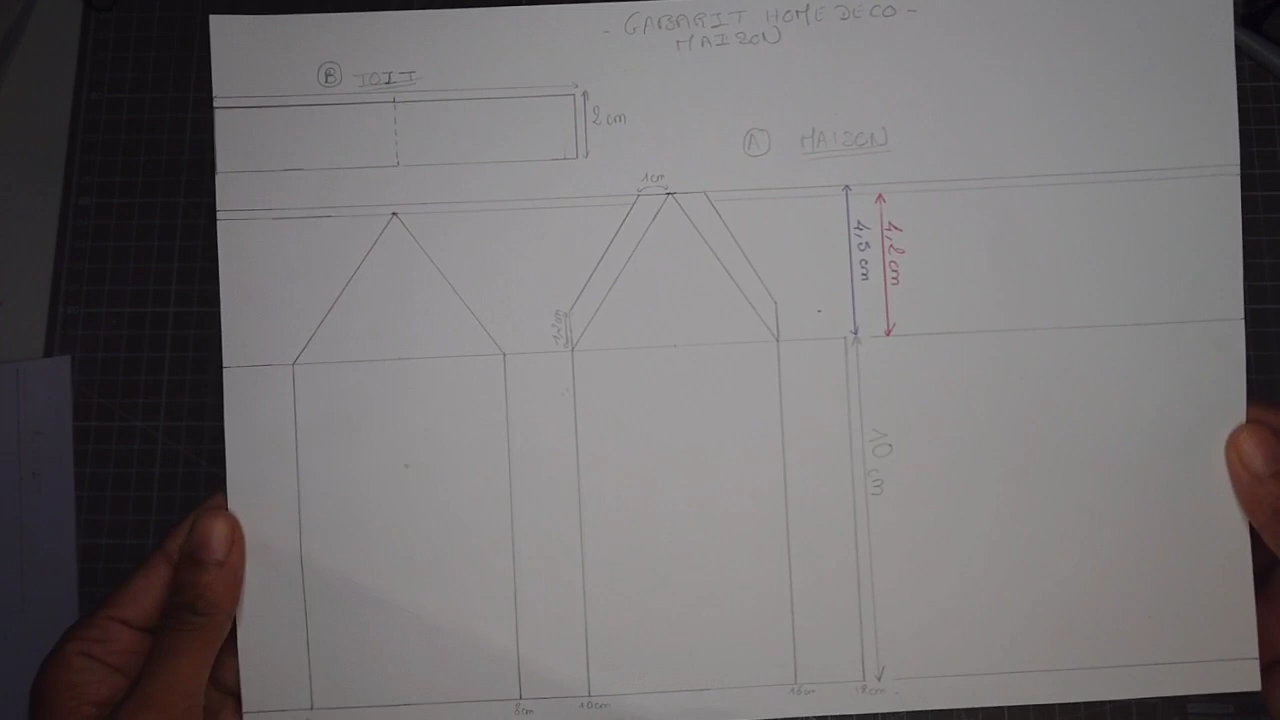 - GABARIT HOME DECO -
MAISON
B TOIT
2 cm
A MAISON
1cm
4,5 cm
4,2 cm
10 cm
8cm
10cm
16cm
18cm